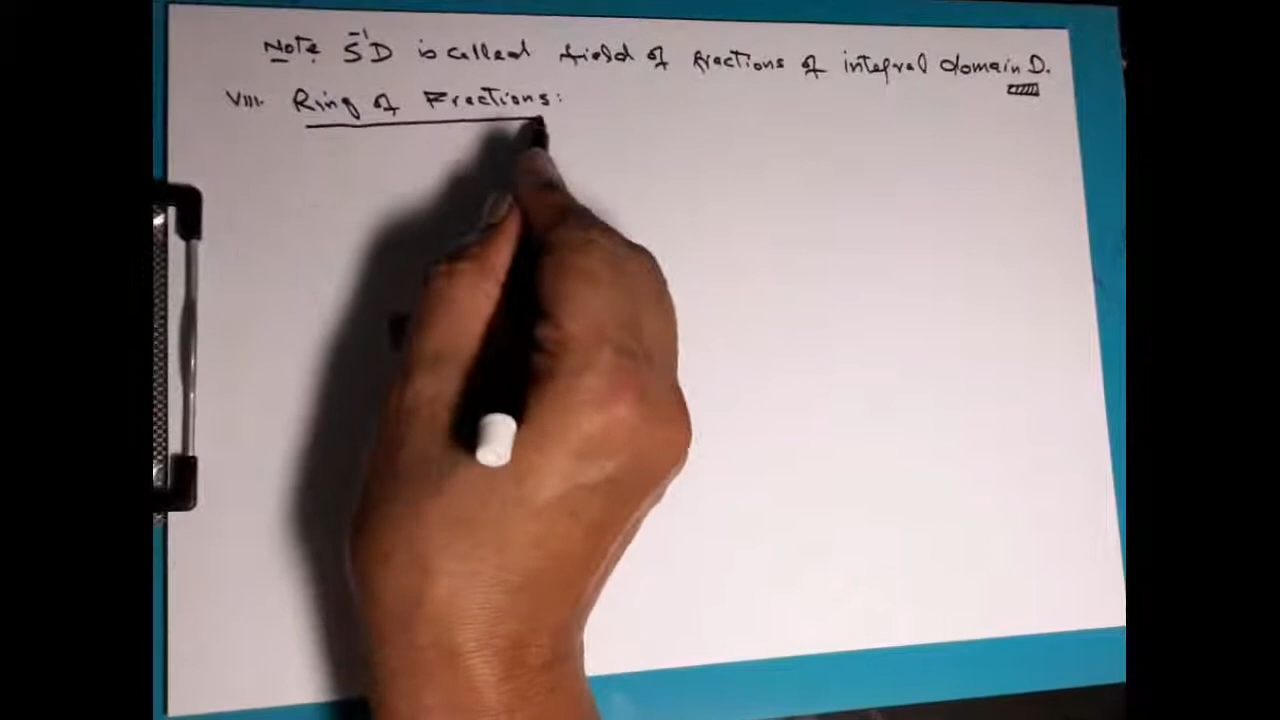 Note S⁻¹D is called field of fractions of integral domain D.
VIII. Ring of Fractions: